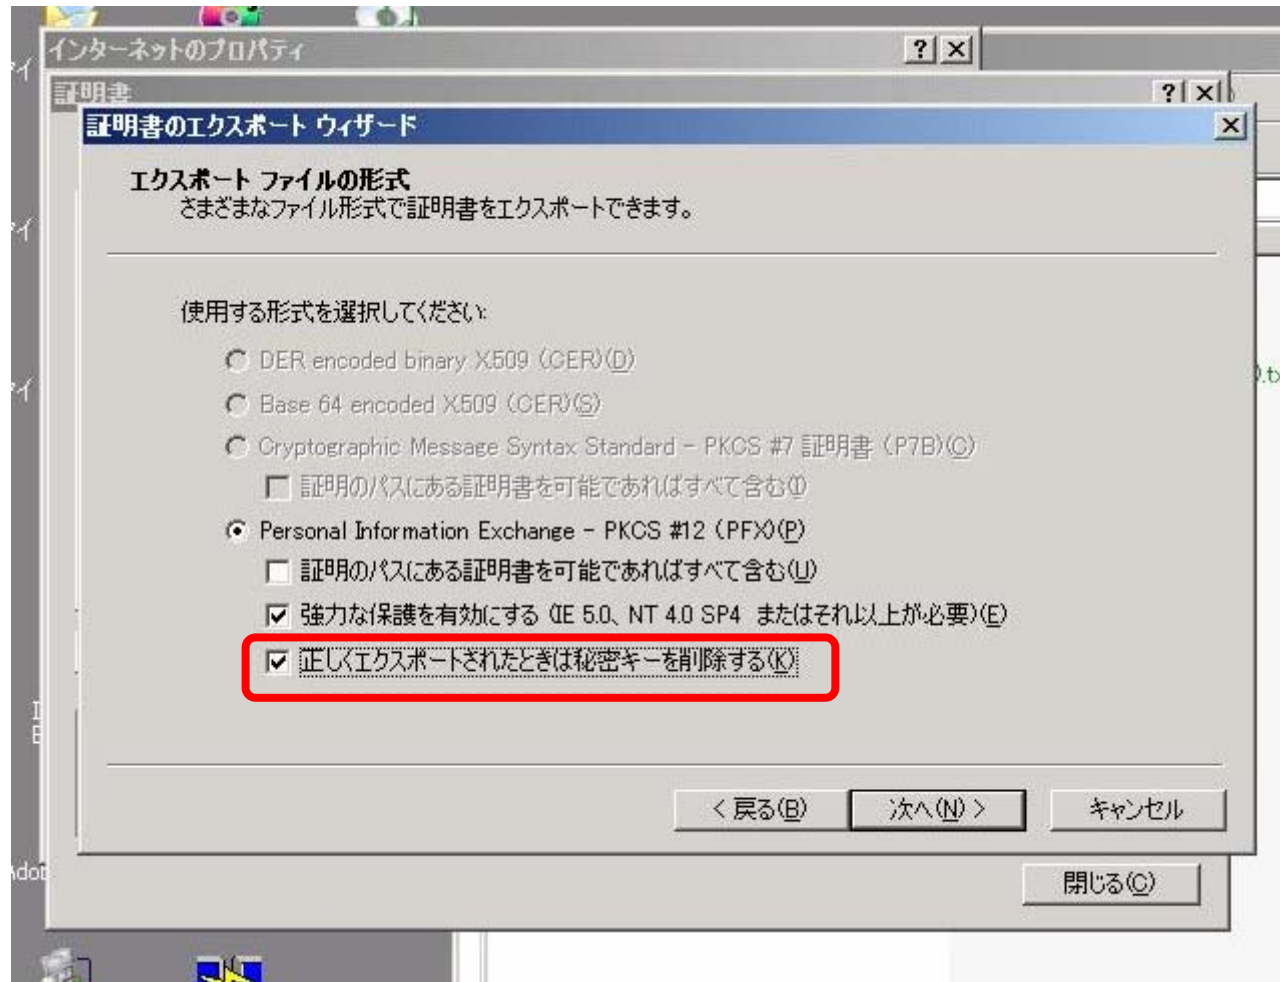 インターネットのプロパティ
証明書
証明書のエクスポート ウィザード
エクスポート ファイルの形式
さまざまなファイル形式で証明書をエクスポートできます。
使用する形式を選択してください:
DER encoded binary X.509 (CER)(D)
Base 64 encoded X.509 (CER)(S)
Cryptographic Message Syntax Standard - PKCS #7 証明書 (P7B)(C)
証明のパスにある証明書を可能であればすべて含む(I)
Personal Information Exchange - PKCS #12 (PFX)(P)
証明のパスにある証明書を可能であればすべて含む(U)
強力な保護を有効にする (IE 5.0、NT 4.0 SP4 またはそれ以上が必要)(E)
正しくエクスポートされたときは秘密キーを削除する(K)
< 戻る(B)
次へ(N) >
キャンセル
閉じる(C)